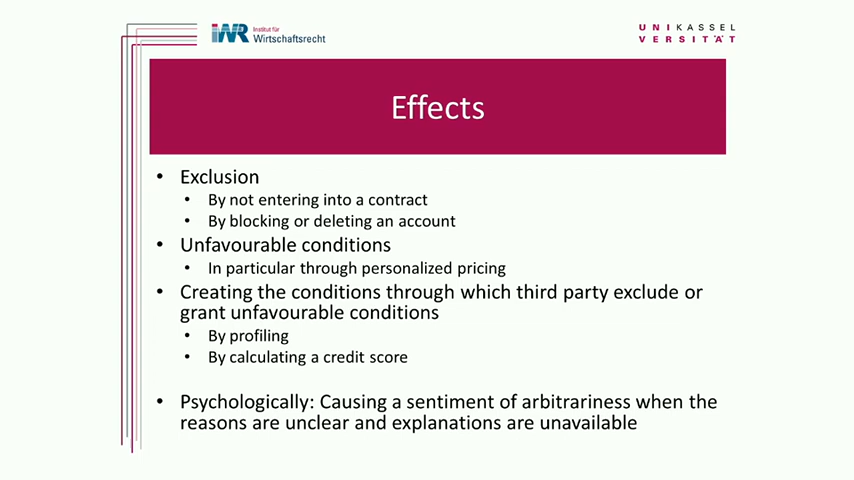 IWR Institut für
Wirtschaftsrecht
UNIKASSEL
VERSITÄT
Effects
• Exclusion
• By not entering into a contract
• By blocking or deleting an account
• Unfavourable conditions
• In particular through personalized pricing
• Creating the conditions through which third party exclude or
grant unfavourable conditions
• By profiling
• By calculating a credit score
• Psychologically: Causing a sentiment of arbitrariness when the
reasons are unclear and explanations are unavailable